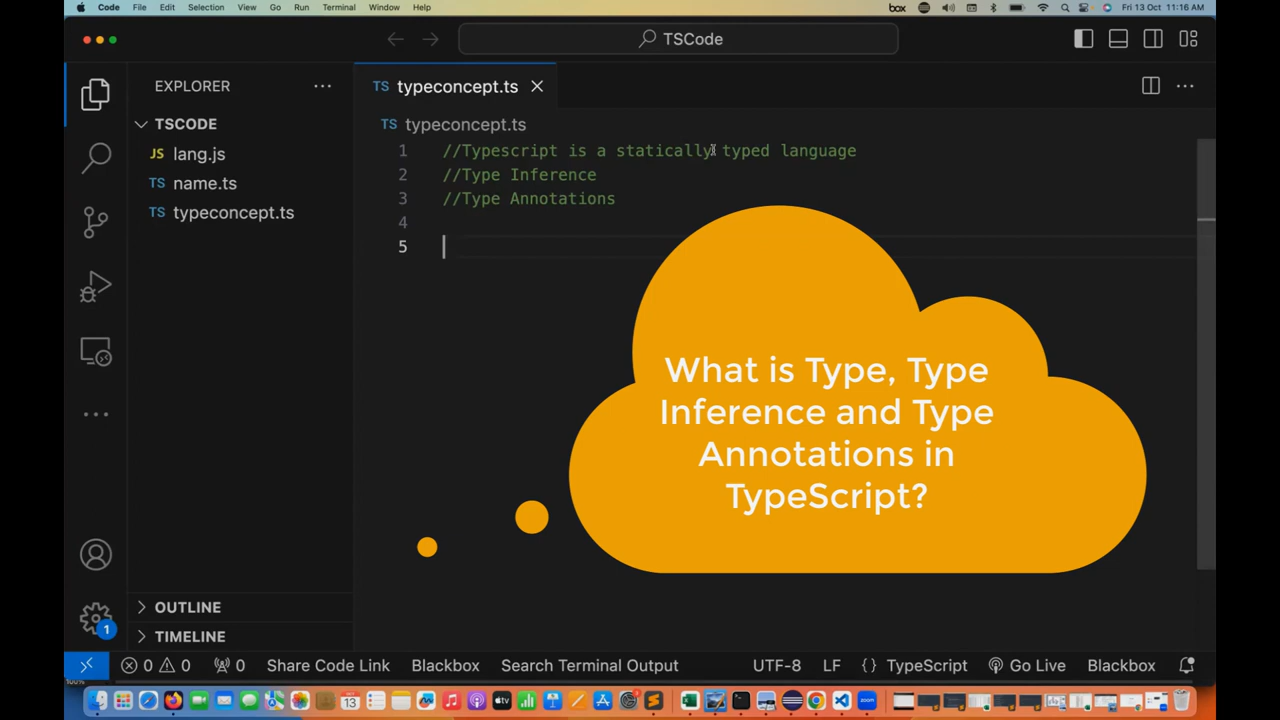 Code File Edit Selection View Go Run Terminal Window Help box Fri 13 Oct 11:16 AM
TSCode
EXPLORER ···
TS typeconcept.ts
TSCODE
TS typeconcept.ts
JS lang.js
TS name.ts
TS typeconcept.ts
1 //Typescript is a statically typed language
2 //Type Inference
3 //Type Annotations
4
5
What is Type, Type
Inference and Type
Annotations in
TypeScript?
OUTLINE
TIMELINE
1
0 0 0 Share Code Link Blackbox Search Terminal Output UTF-8 LF {} TypeScript Go Live Blackbox
100%
13